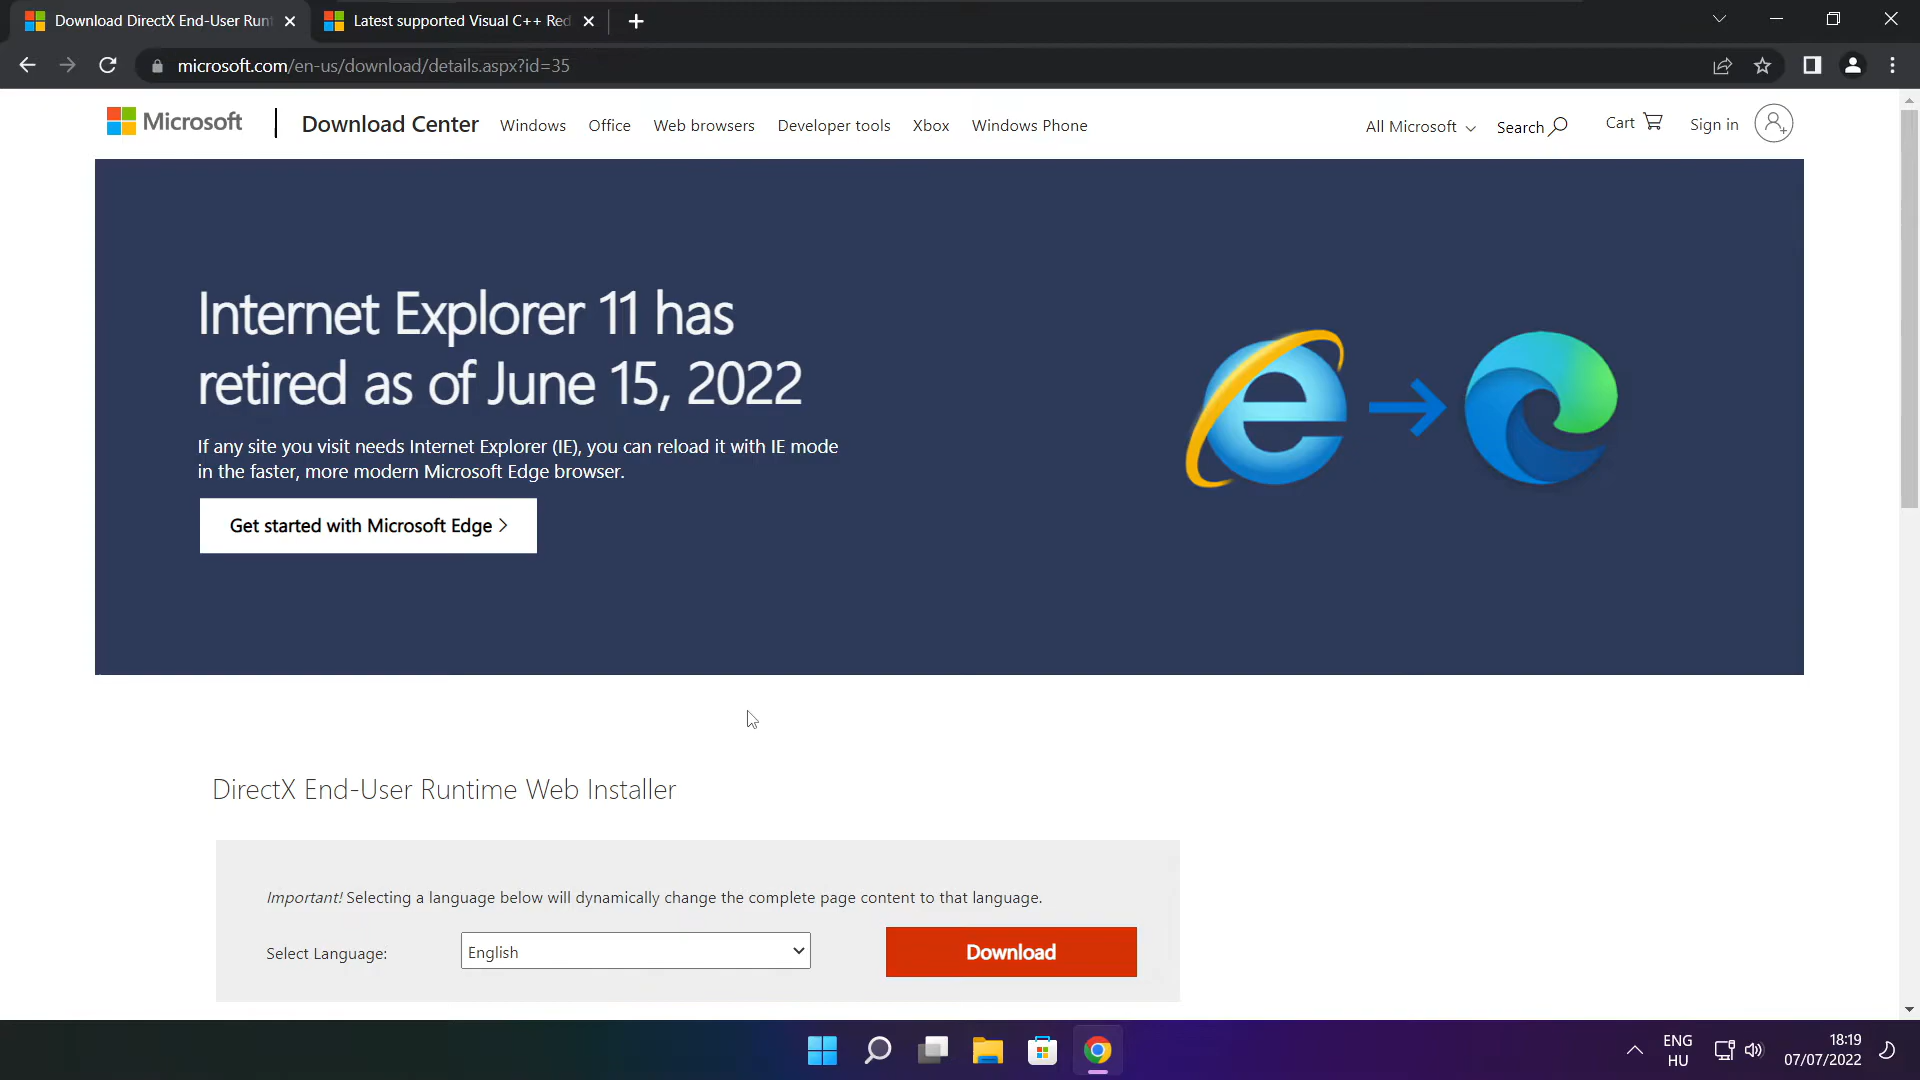 Download DirectX End-User Runt
Latest supported Visual C++ Red
microsoft.com/en-us/download/details.aspx?id=35
Microsoft
Download Center
Windows
Office
Web browsers
Developer tools
Xbox
Windows Phone
All Microsoft
Search
Cart
Sign in
Internet Explorer 11 has
retired as of June 15, 2022
If any site you visit needs Internet Explorer (IE), you can reload it with IE mode
in the faster, more modern Microsoft Edge browser.
Get started with Microsoft Edge >
DirectX End-User Runtime Web Installer
Important! Selecting a language below will dynamically change the complete page content to that language.
Select Language:
English
Download
ENG
HU
18:19
07/07/2022